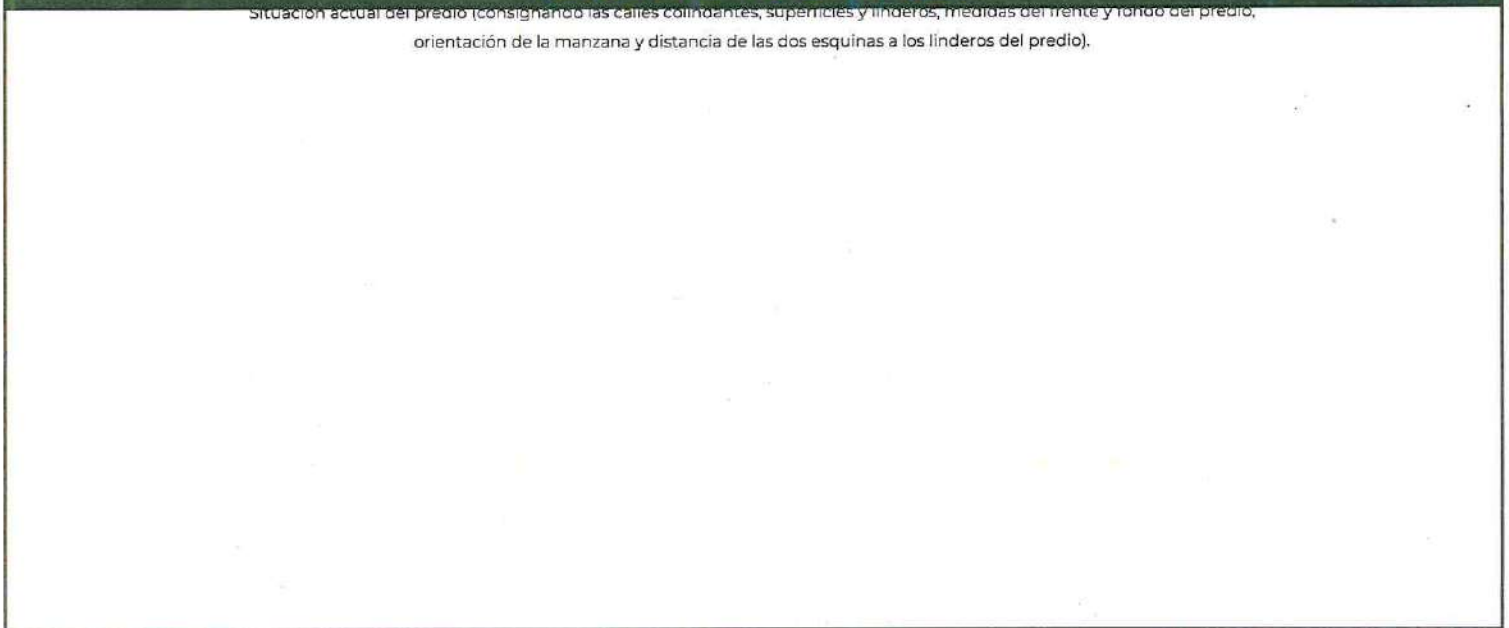 Situación actual del predio (consignando las calles colindantes, superficies y linderos, medidas del frente y fondo del predio,
orientación de la manzana y distancia de las dos esquinas a los linderos del predio).